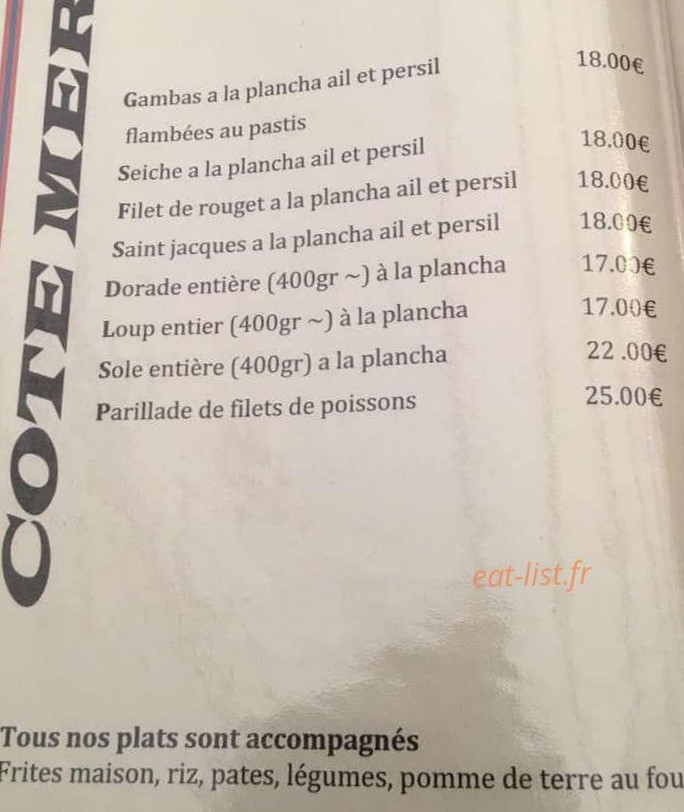 COTE MER
Gambas a la plancha ail et persil 18.00€
flambées au pastis
Seiche a la plancha ail et persil 18.00€
Filet de rouget a la plancha ail et persil 18.00€
Saint jacques a la plancha ail et persil 18.00€
Dorade entière (400gr ~) à la plancha 17.00€
Loup entier (400gr ~) à la plancha 17.00€
Sole entière (400gr) a la plancha 22 .00€
Parillade de filets de poissons 25.00€
eat-list.fr
Tous nos plats sont accompagnés
Frites maison, riz, pates, légumes, pomme de terre au fou